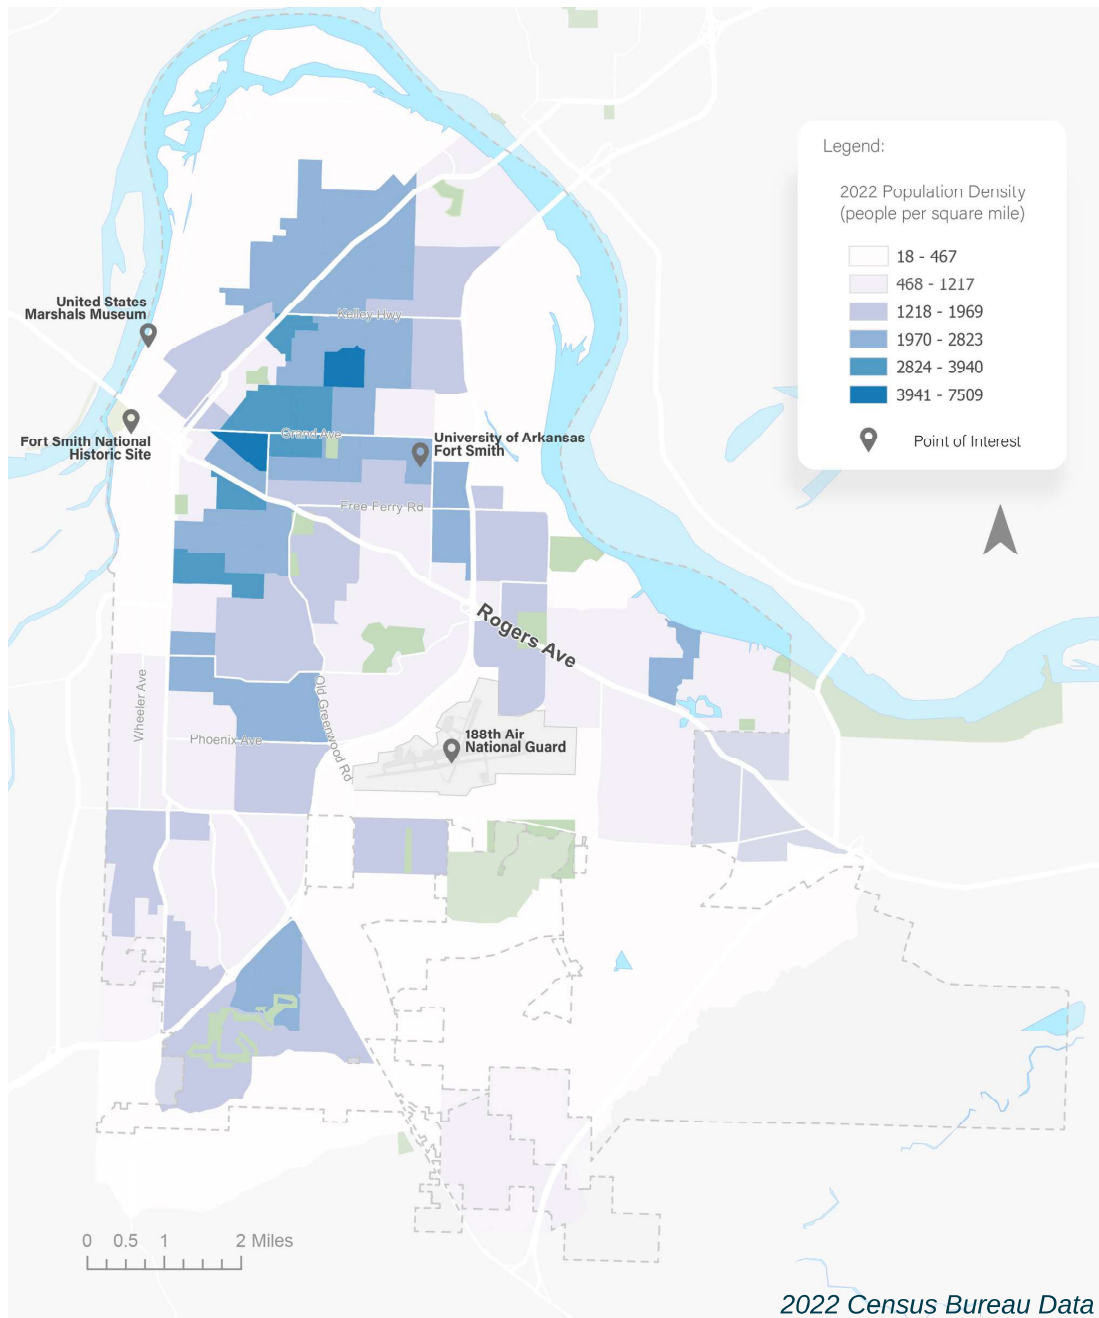 Legend:
2022 Population Density
(people per square mile)
18 - 467
468 - 1217
1218 - 1969
1970 - 2823
2824 - 3940
3941 - 7509
Point of Interest
United States
Marshals Museum
Kelley Hwy
Fort Smith National
Historic Site
Grand Ave
University of Arkansas
Fort Smith
Free Ferry Rd
Rogers Ave
Wheeler Ave
Old Greenwood Rd
Phoenix Ave
188th Air
National Guard
0 0.5 1 2 Miles
2022 Census Bureau Data